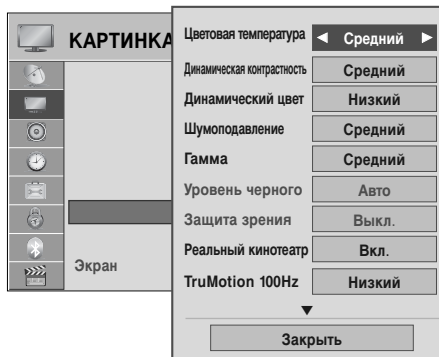 КАРТИНКА
Экран
Цветовая температура ◄ Средний ►
Динамическая контрастность Средний
Динамический цвет Низкий
Шумоподавление Средний
Гамма Средний
Уровень черного Авто
Защита зрения Выкл.
Реальный кинотеатр Вкл.
TruMotion 100Hz Низкий
▼
Закрыть